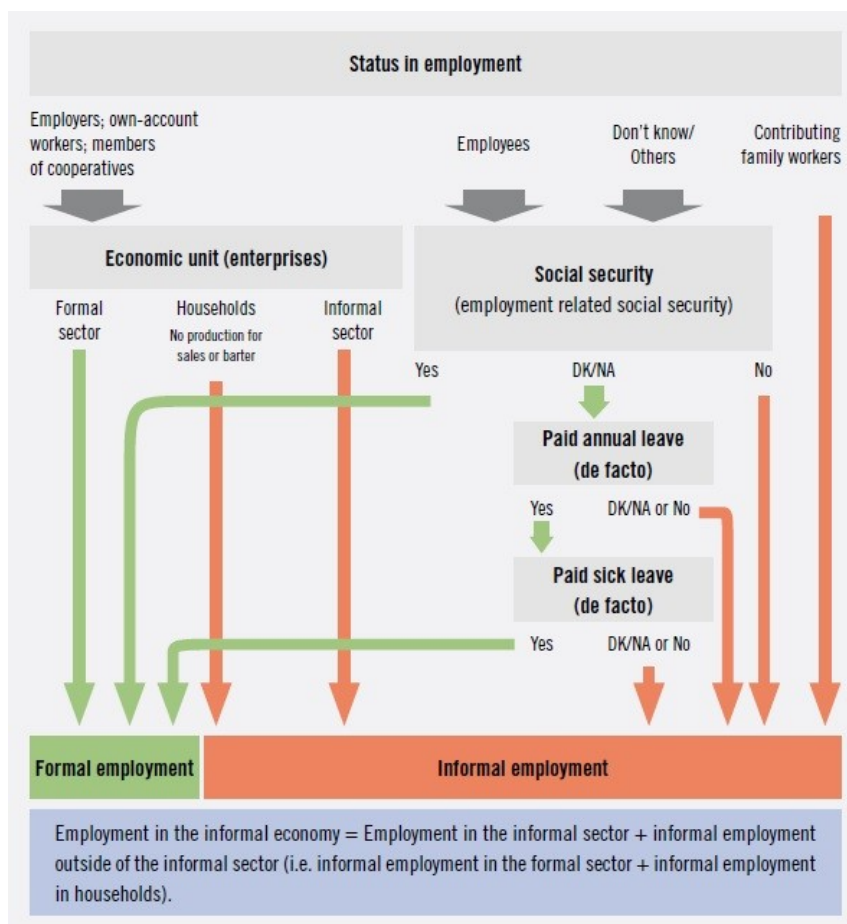 Status in employment
Employers; own-account
workers; members
of cooperatives
Employees
Don't know/
Others
Contributing
family workers
Economic unit (enterprises)
Social security
(employment related social security)
Formal
sector
Households
No production for
sales or barter
Informal
sector
Yes
DK/NA
No
Paid annual leave
(de facto)
Yes
DK/NA or No
Paid sick leave
(de facto)
Yes
DK/NA or No
Formal employment
Informal employment
Employment in the informal economy = Employment in the informal sector + informal employment
outside of the informal sector (i.e. informal employment in the formal sector + informal employment
in households).